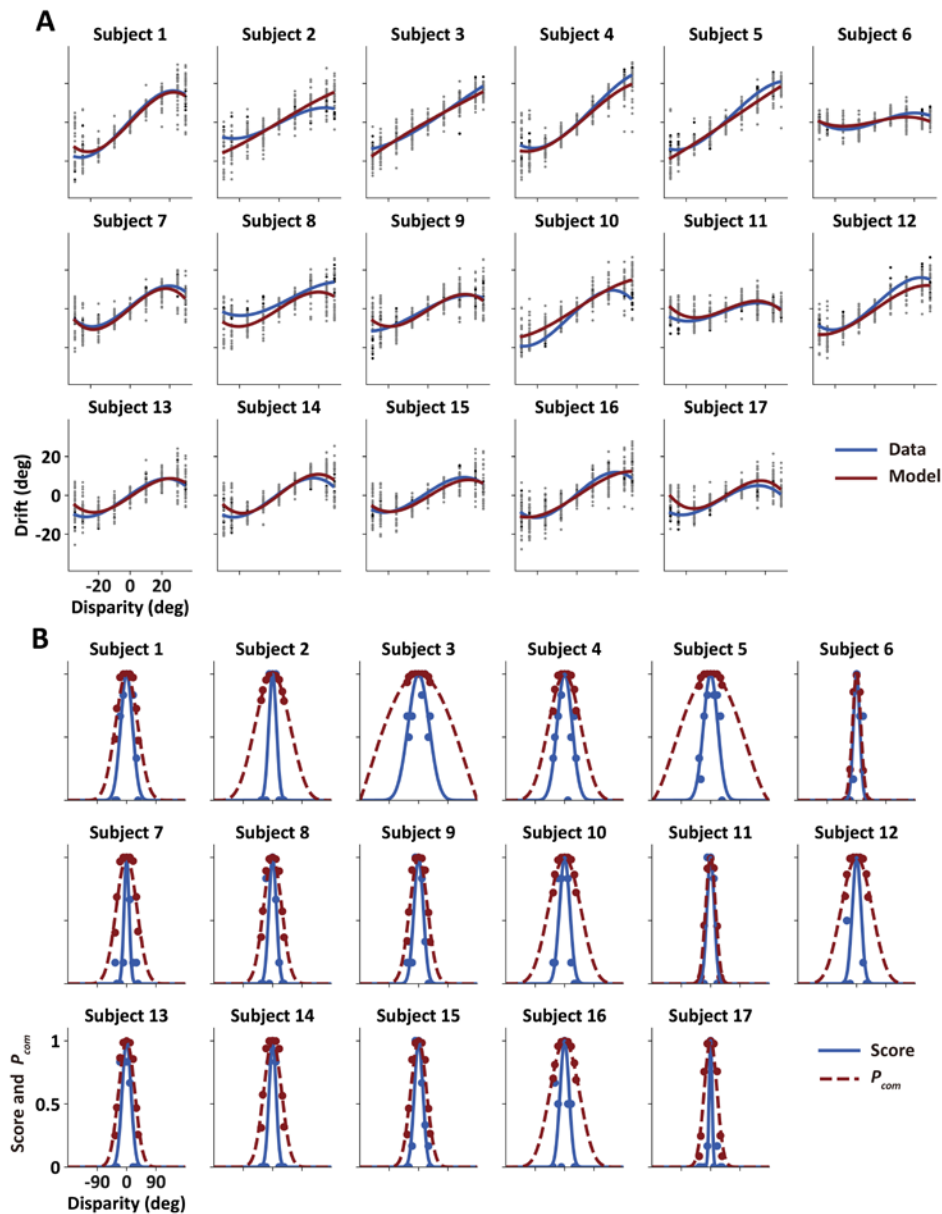 A
Subject 1 Subject 2 Subject 3 Subject 4 Subject 5 Subject 6
Subject 7 Subject 8 Subject 9 Subject 10 Subject 11 Subject 12
Subject 13 Subject 14 Subject 15 Subject 16 Subject 17
Data
Model
Drift (deg)
20
0
-20
-20 0 20
Disparity (deg)
B
Subject 1 Subject 2 Subject 3 Subject 4 Subject 5 Subject 6
Subject 7 Subject 8 Subject 9 Subject 10 Subject 11 Subject 12
Subject 13 Subject 14 Subject 15 Subject 16 Subject 17
Score
P com
Score and P com
1
0.5
0
-90 0 90
Disparity (deg)